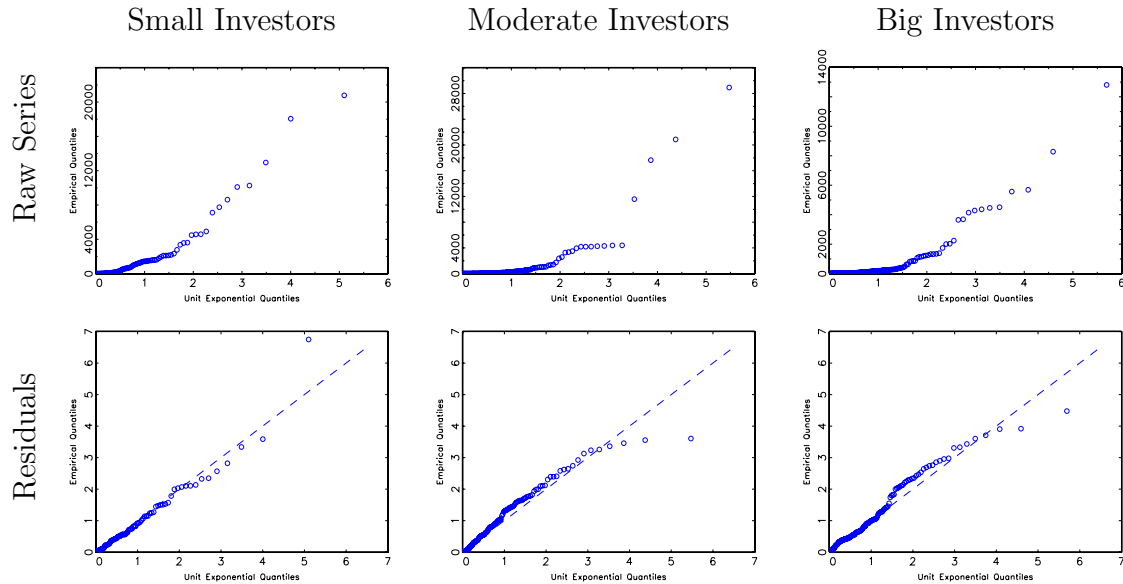 Small Investors
Moderate Investors
Big Investors
Raw Series
Empirical Qunatiles
0
40000
120000
200000
0 1 2 3 4 5 6
Unit Exponential Quantiles
Empirical Qunatiles
0
4000
12000
20000
28000
0 1 2 3 4 5 6
Unit Exponential Quantiles
Empirical Qunatiles
0
2000
6000
10000
14000
0 1 2 3 4 5 6
Unit Exponential Quantiles
Residuals
Empirical Qunatiles
0 1 2 3 4 5 6 7
0 1 2 3 4 5 6 7
Unit Exponential Quantiles
Empirical Qunatiles
0 1 2 3 4 5 6 7
0 1 2 3 4 5 6 7
Unit Exponential Quantiles
Empirical Qunatiles
0 1 2 3 4 5 6 7
0 1 2 3 4 5 6 7
Unit Exponential Quantiles